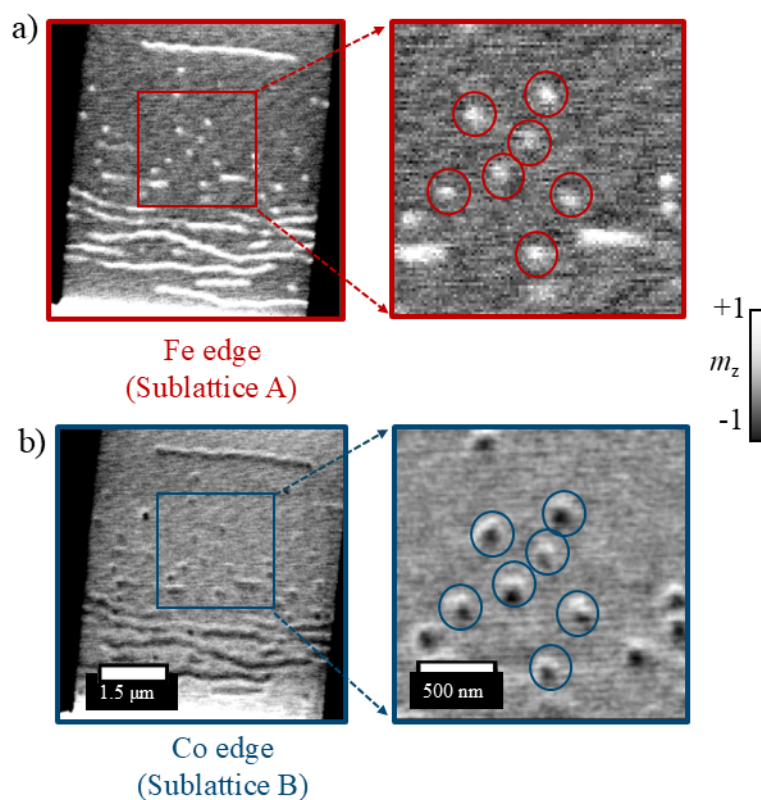 a)
Fe edge
(Sublattice A)
+1
m_z
-1
b)
1.5 μm
500 nm
Co edge
(Sublattice B)